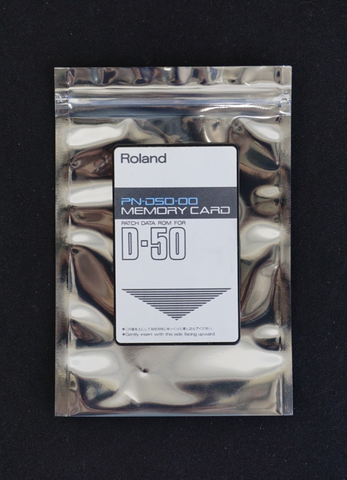 Roland
PN-D50-00
MEMORY CARD
PATCH DATA ROM FOR
D-50
●Gently insert with this side facing upward